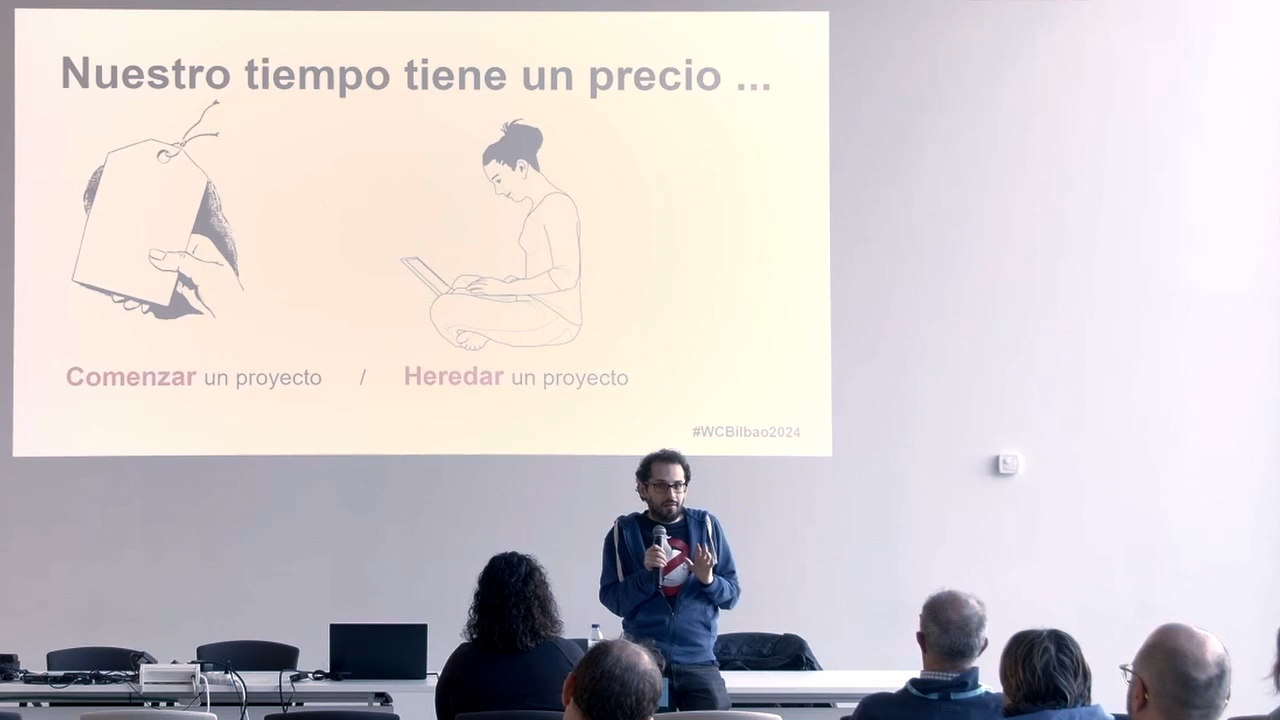 Nuestro tiempo tiene un precio ...
Comenzar un proyecto / Heredar un proyecto
#WCBilbao2024